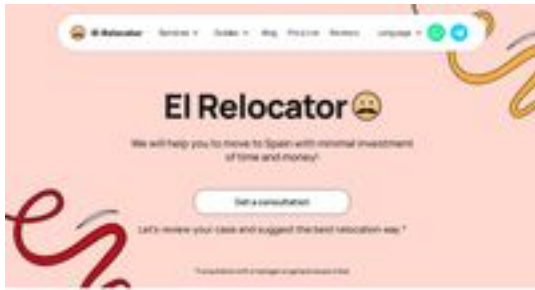 El Relocator Services Guides Blog Price List Reviews Language
El Relocator
We will help you to move to Spain with minimal investment
of time and money!
Get a consultation
Let's review your case and suggest the best relocation way *